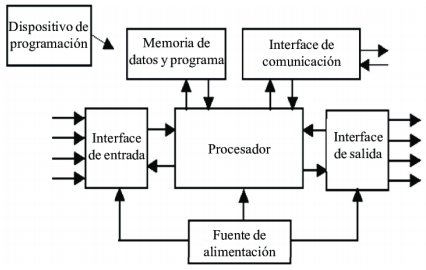 Dispositivo de
programación
Memoria de
datos y programa
Interface de
comunicación
Interface
de entrada
Procesador
Interface
de salida
Fuente de
alimentación